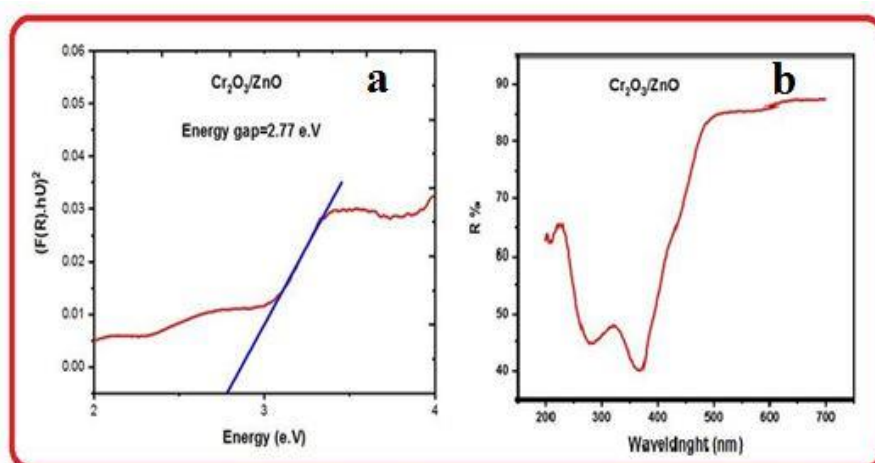 Cr₂O₃/ZnO
a
Energy gap=2.77 e.V
(F(R).hU)²
0.06
0.05
0.04
0.03
0.02
0.01
0.00
2
3
4
Energy (e.V)
Cr₂O₃/ZnO
b
R %
90
80
70
60
50
40
200
300
400
500
600
700
Waveldnght (nm)